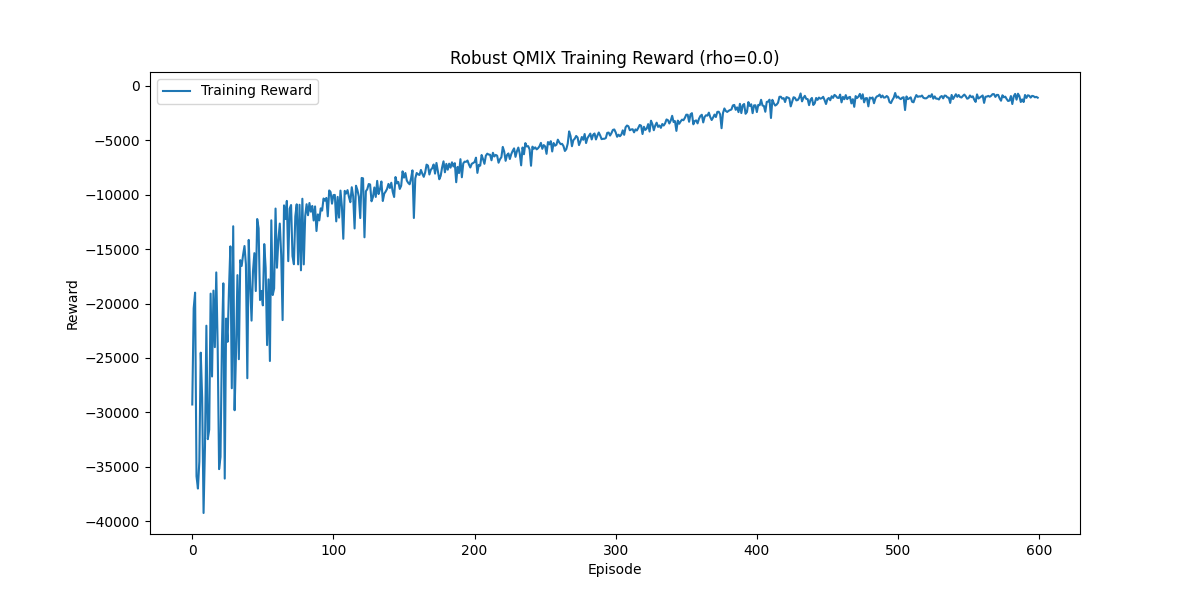 Robust QMIX Training Reward (rho=0.0)
Training Reward
Reward
0
−5000
−10000
−15000
−20000
−25000
−30000
−35000
−40000
0 100 200 300 400 500 600
Episode